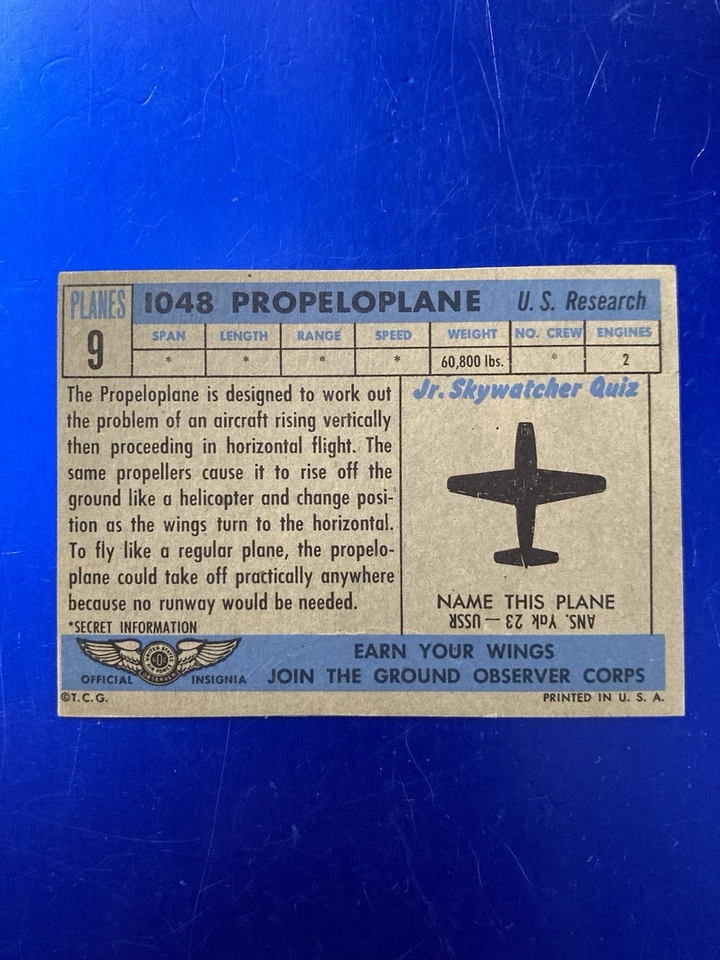 PLANES
9
1048 PROPELOPLANE U. S. Research
SPAN LENGTH RANGE SPEED WEIGHT NO. CREW ENGINES
* * * * 60,800 lbs. * 2
The Propeloplane is designed to work out
the problem of an aircraft rising vertically
then proceeding in horizontal flight. The
same propellers cause it to rise off the
ground like a helicopter and change posi-
tion as the wings turn to the horizontal.
To fly like a regular plane, the propelo-
plane could take off practically anywhere
because no runway would be needed.
*SECRET INFORMATION
Jr. Skywatcher Quiz
NAME THIS PLANE
ANS. Yak 23 — USSR
OFFICIAL INSIGNIA
EARN YOUR WINGS
JOIN THE GROUND OBSERVER CORPS
©T.C.G.
PRINTED IN U. S. A.